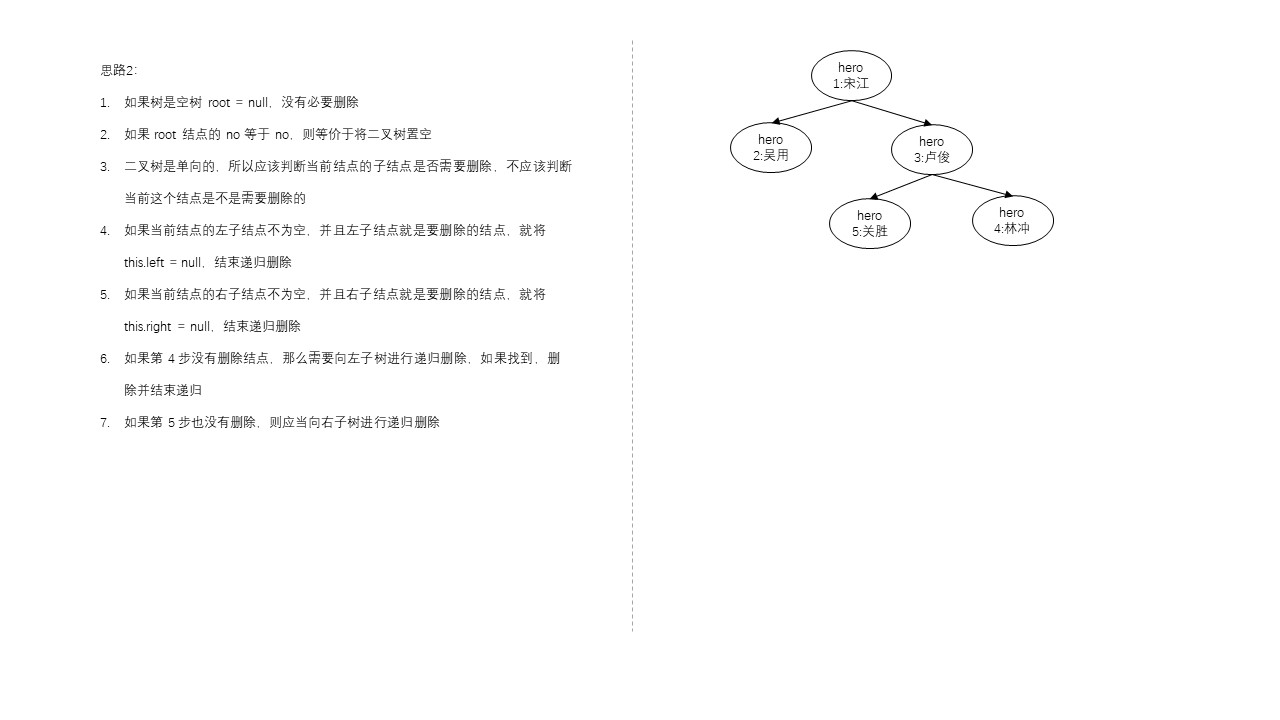 思路2：
1. 如果树是空树 root = null，没有必要删除
2. 如果 root 结点的 no 等于 no，则等价于将二叉树置空
3. 二叉树是单向的，所以应该判断当前结点的子结点是否需要删除，不应该判断
当前这个结点是不是需要删除的
4. 如果当前结点的左子结点不为空，并且左子结点就是要删除的结点，就将
this.left = null，结束递归删除
5. 如果当前结点的右子结点不为空，并且右子结点就是要删除的结点，就将
this.right = null，结束递归删除
6. 如果第 4 步没有删除结点，那么需要向左子树进行递归删除，如果找到，删
除并结束递归
7. 如果第 5 步也没有删除，则应当向右子树进行递归删除
hero
1:宋江
hero
2:吴用
hero
3:卢俊
hero
5:关胜
hero
4:林冲